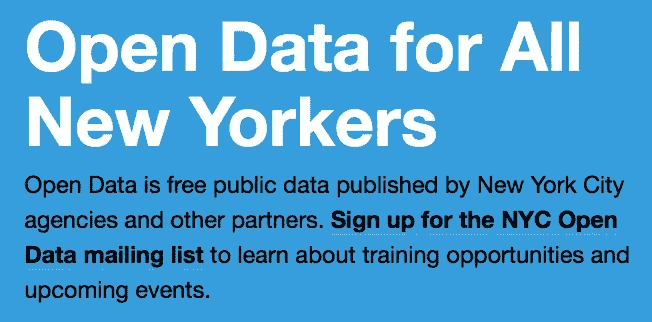 Open Data for All
New Yorkers
Open Data is free public data published by New York City
agencies and other partners. Sign up for the NYC Open
Data mailing list to learn about training opportunities and
upcoming events.